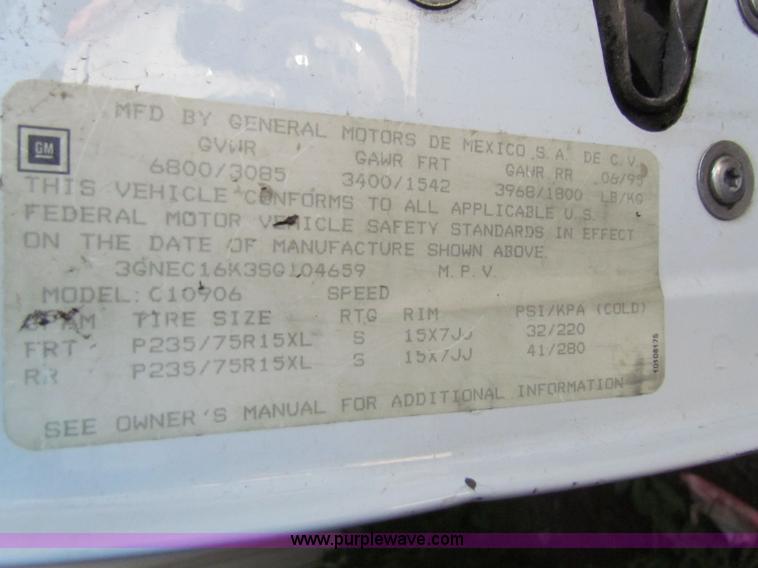 MFD BY GENERAL MOTORS DE MEXICO S.A. DE C.V.
GM
GVWR GAWR FRT GAWR RR 06/95
6800/3085 3400/1542 3968/1800 LB/KG
THIS VEHICLE CONFORMS TO ALL APPLICABLE U.S.
FEDERAL MOTOR VEHICLE SAFETY STANDARDS IN EFFECT
ON THE DATE OF MANUFACTURE SHOWN ABOVE.
3GNEC16K3SG104659 M.P.V.
MODEL: C10906 SPEED
TIRE SIZE RTG RIM PSI/KPA (COLD)
FRT P235/75R15XL S 15X7JJ 32/220
RR P235/75R15XL S 15X7JJ 41/280
SEE OWNER'S MANUAL FOR ADDITIONAL INFORMATION
10108175
www.purplewave.com